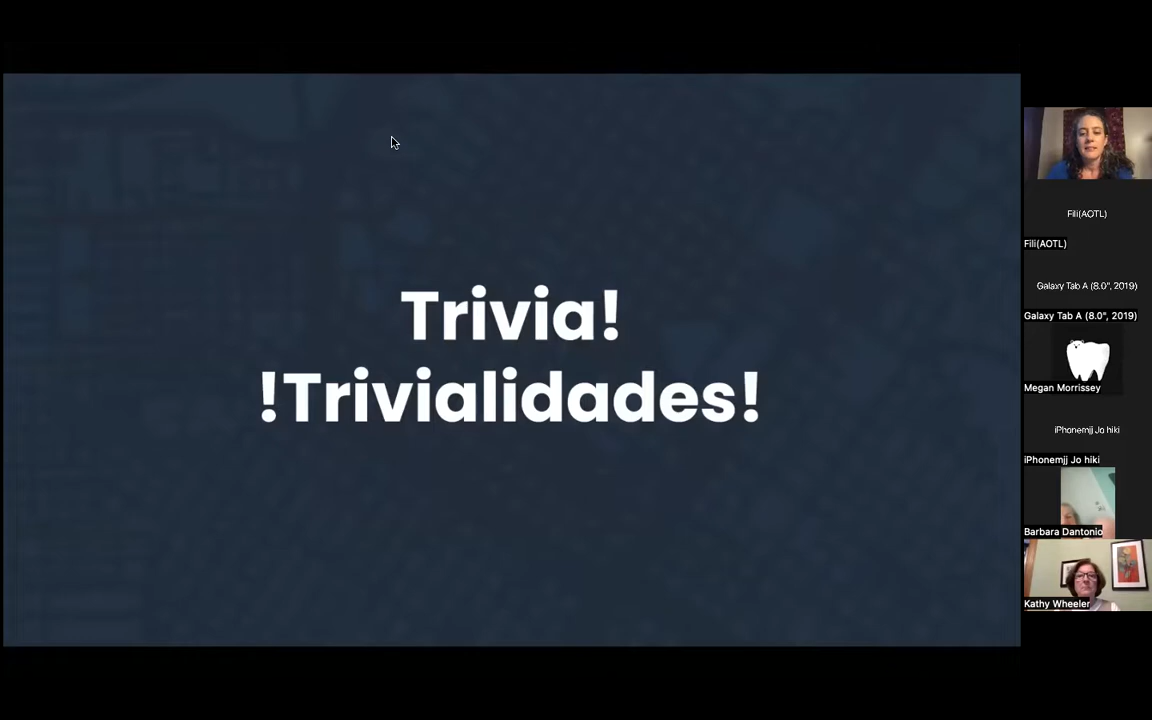 Trivia!
!Trivialidades!
Fili(AOTL)
Fili(AOTL)
Galaxy Tab A (8.0", 2019)
Galaxy Tab A (8.0", 2019)
Megan Morrissey
iPhonemjj Jo hiki
iPhonemjj Jo hiki
Barbara Dantonio
Kathy Wheeler